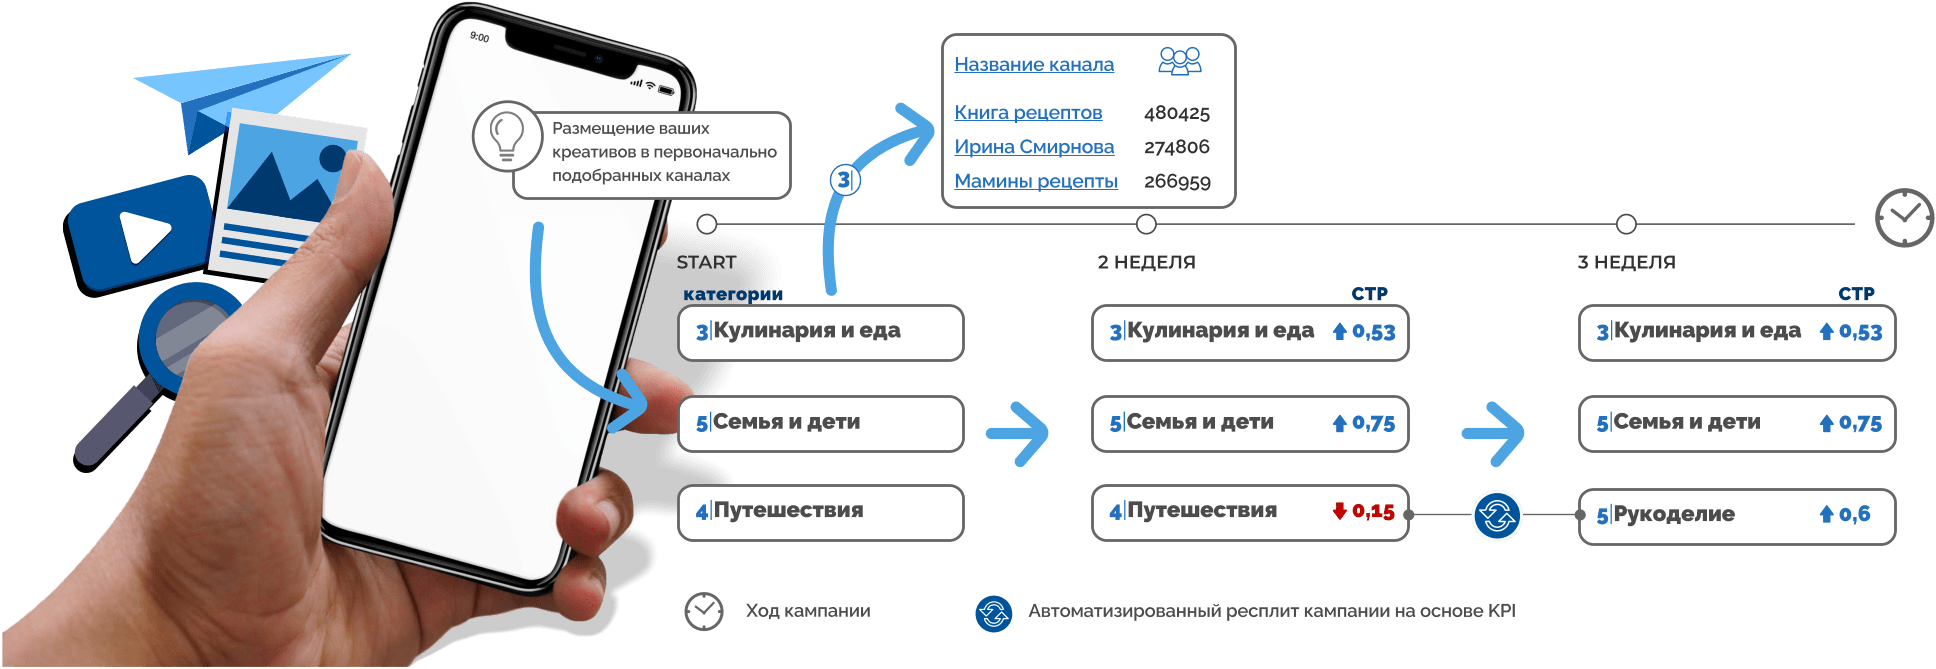 9:00
Размещение ваших
креативов в первоначально
подобранных каналах
Название канала
Книга рецептов 480425
Ирина Смирнова 274806
Мамины рецепты 266959
3|
START
2 НЕДЕЛЯ
3 НЕДЕЛЯ
категории
3|Кулинария и еда
5|Семья и дети
4|Путешествия
CTP
3|Кулинария и еда 0,53
5|Семья и дети 0,75
4|Путешествия 0,15
CTP
3|Кулинария и еда 0,53
5|Семья и дети 0,75
5|Рукоделие 0,6
Ход кампании
Автоматизированный респлит кампании на основе KPI